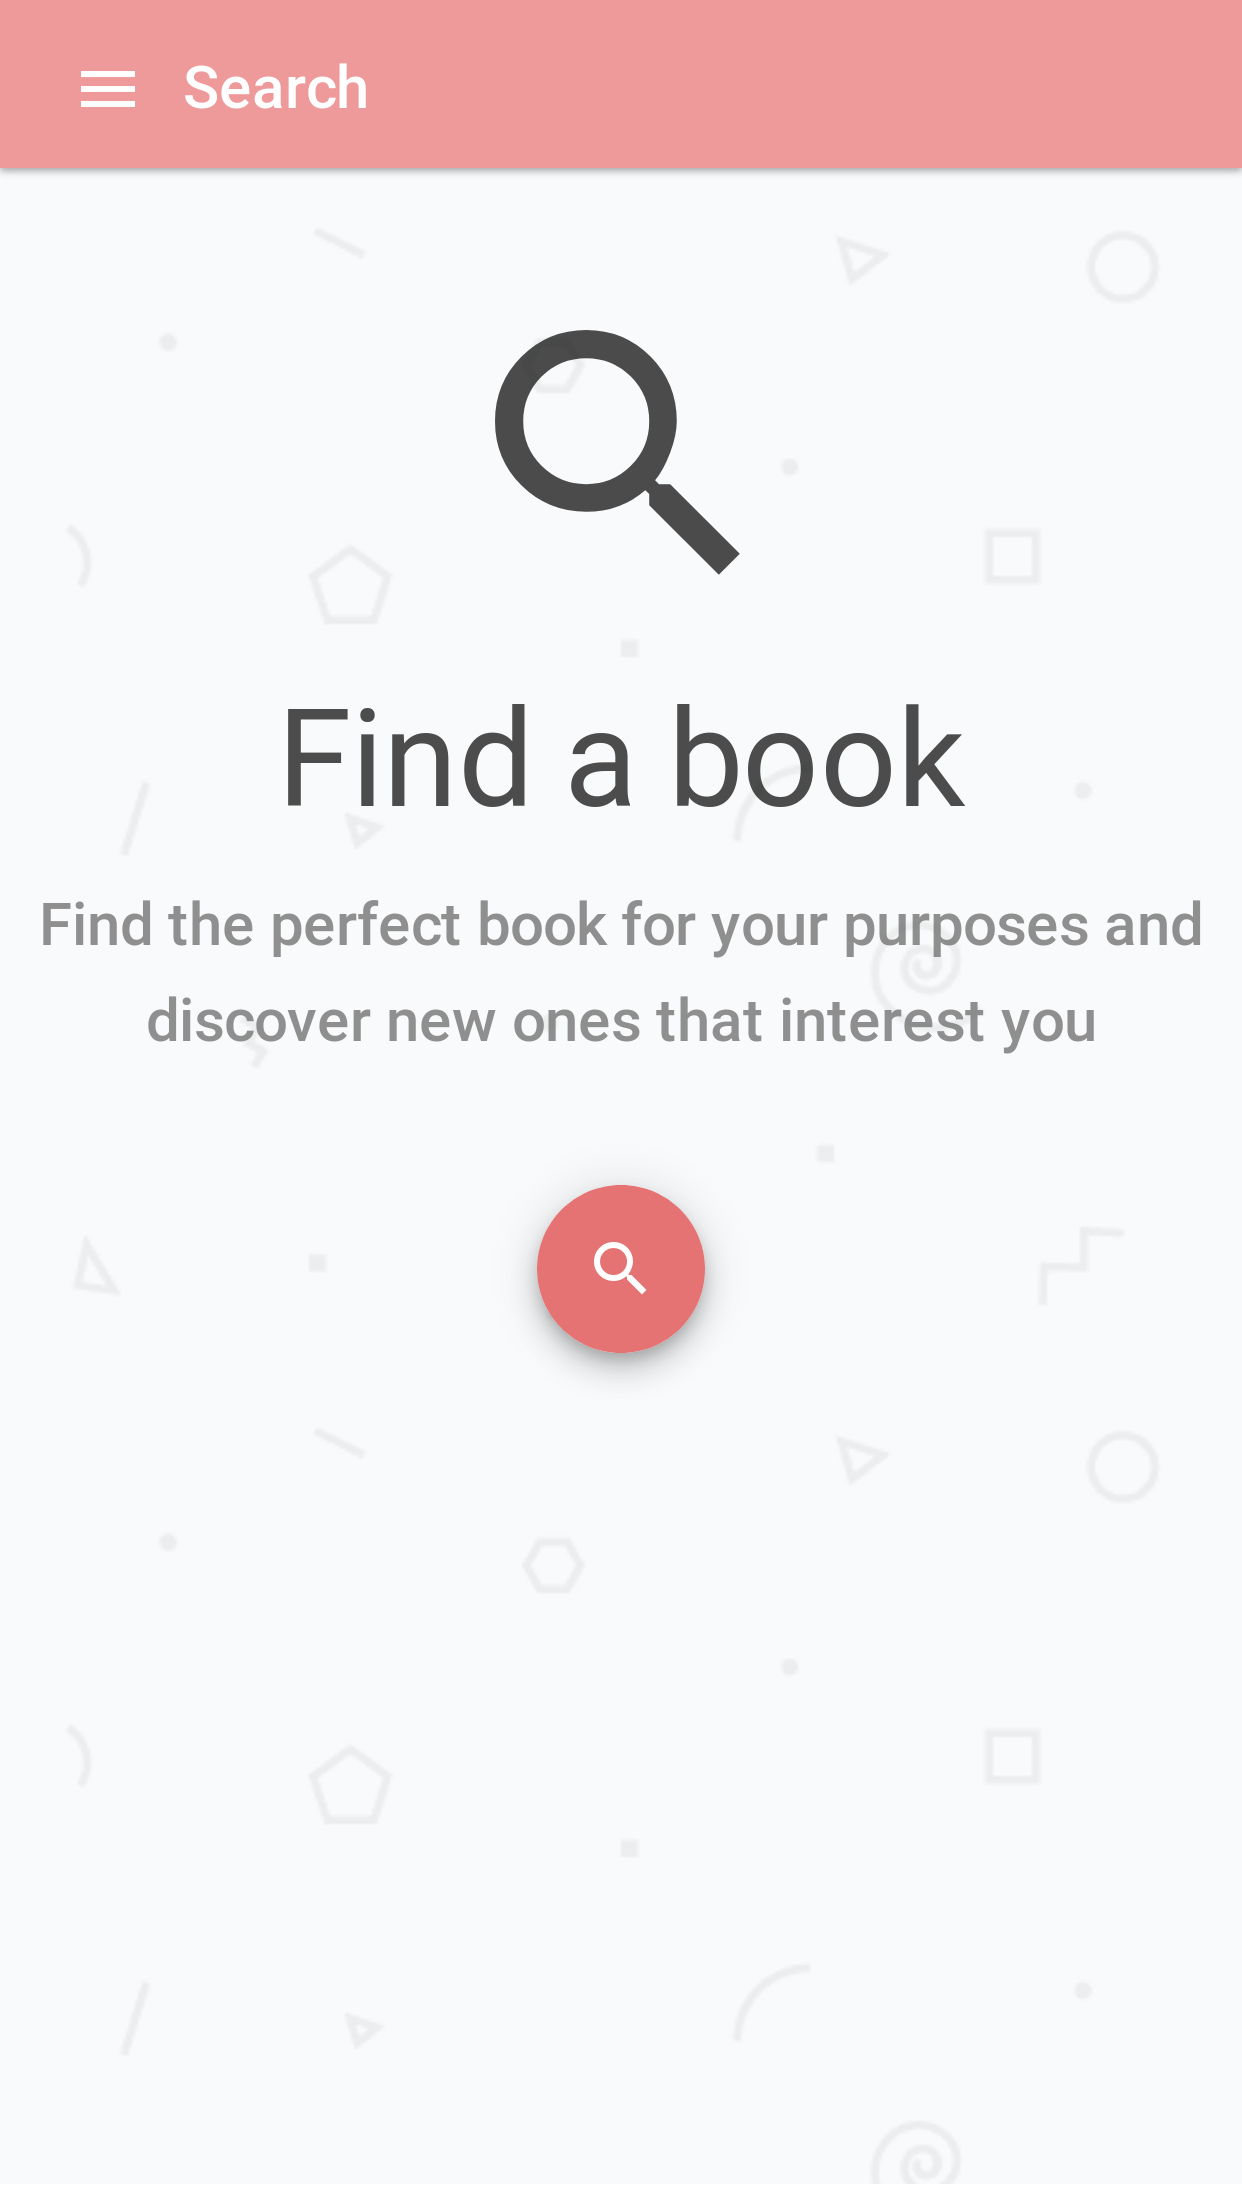 Search
Find a book
Find the perfect book for your purposes and
discover new ones that interest you